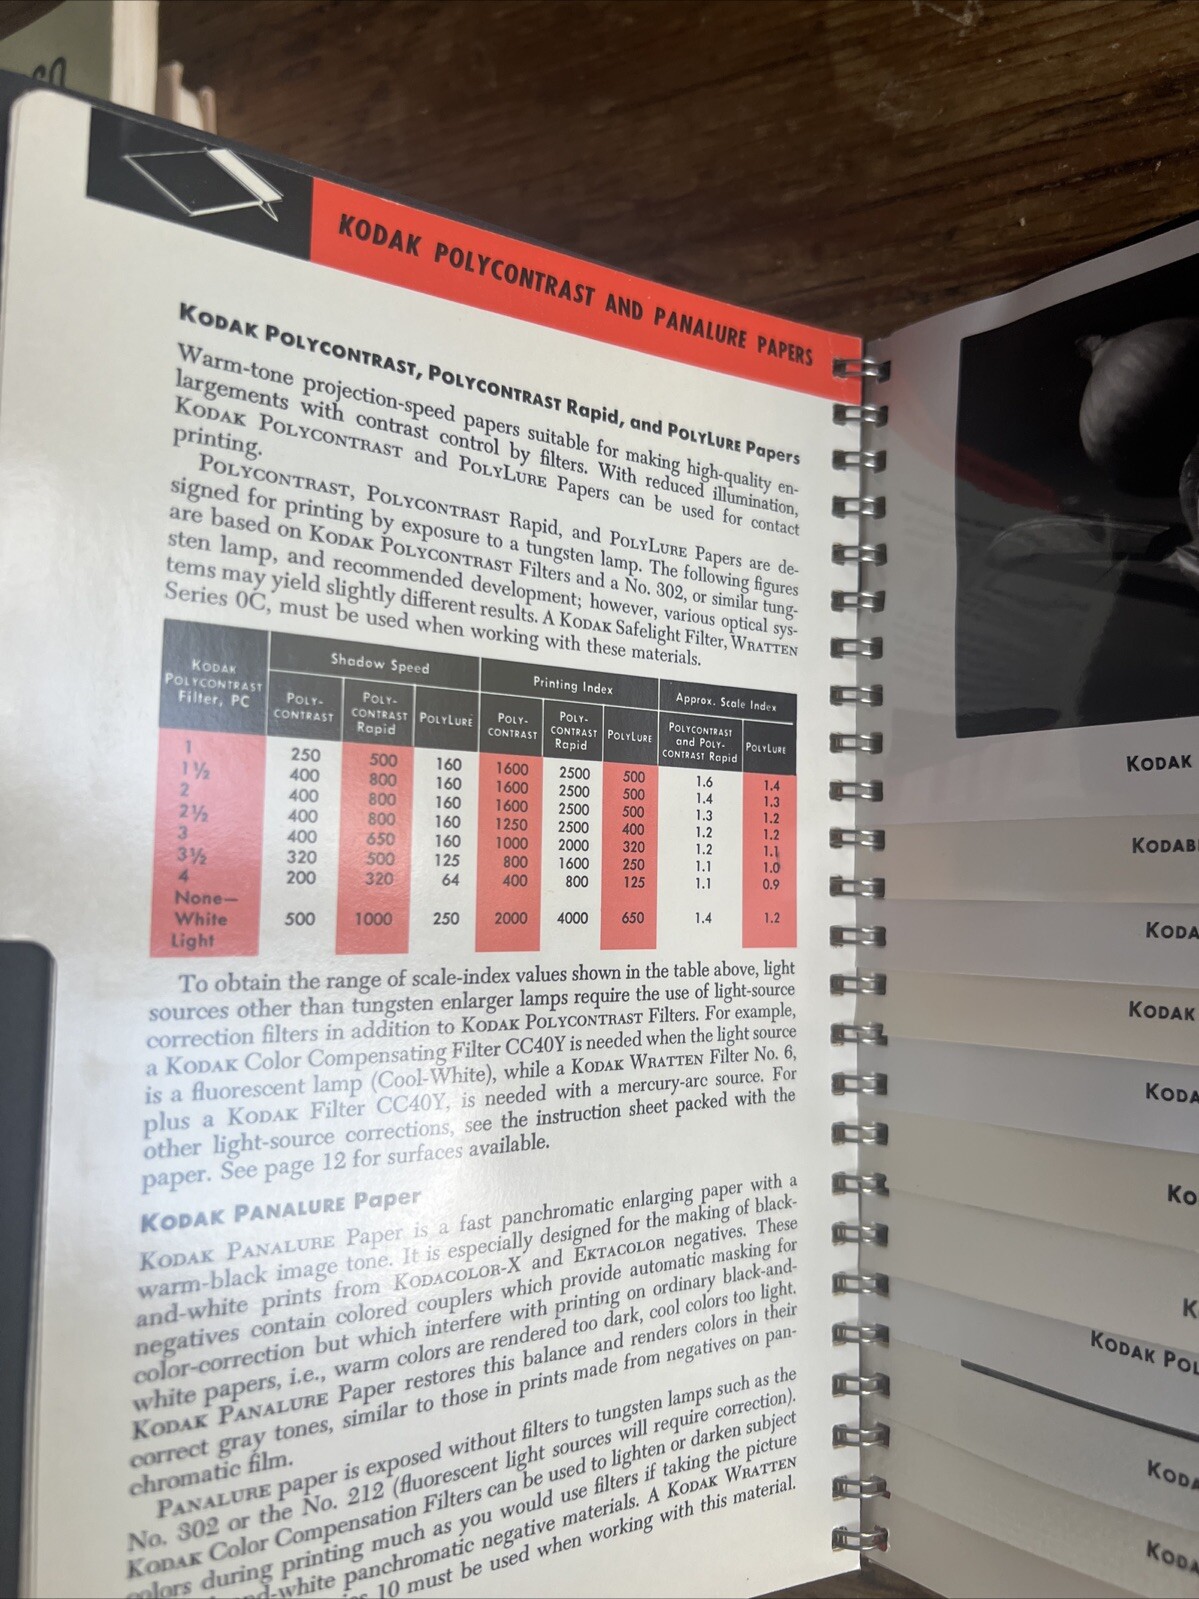 KODAK POLYCONTRAST AND PANALURE PAPERS
KODAK POLYCONTRAST, POLYCONTRAST Rapid, and POLYLURE Papers
Warm-tone projection-speed papers suitable for making high-quality en-
largements with contrast control by filters. With reduced illumination,
KODAK POLYCONTRAST and POLYLURE Papers can be used for contact
printing.
POLYCONTRAST, POLYCONTRAST Rapid, and POLYLURE Papers are de-
signed for printing by exposure to a tungsten lamp. The following figures
are based on KODAK POLYCONTRAST Filters and a No. 302, or similar tung-
sten lamp, and recommended development; however, various optical sys-
tems may yield slightly different results. A KODAK Safelight Filter, WRATTEN
Series 0C, must be used when working with these materials.
KODAK POLYCONTRAST Filter, PC
Shadow Speed
Printing Index
Approx. Scale Index
POLY-CONTRAST
POLY-CONTRAST Rapid
POLYLURE
POLY-CONTRAST
POLY-CONTRAST Rapid
POLYLURE
POLYCONTRAST and POLY-CONTRAST Rapid
POLYLURE
1 250 500 160 1600 2500 500 1.6 1.4
1½ 400 800 160 1600 2500 500 1.4 1.3
2 400 800 160 1600 2500 500 1.3 1.2
2½ 400 800 160 1250 2500 400 1.2 1.2
3 400 650 160 1000 2000 320 1.2 1.1
3½ 320 500 125 800 1600 250 1.1 1.0
4 200 320 64 400 800 125 1.1 0.9
None—
White 500 1000 250 2000 4000 650 1.4 1.2
Light
To obtain the range of scale-index values shown in the table above, light
sources other than tungsten enlarger lamps require the use of light-source
correction filters in addition to KODAK POLYCONTRAST Filters. For example,
a KODAK Color Compensating Filter CC40Y is needed when the light source
is a fluorescent lamp (Cool-White), while a KODAK WRATTEN Filter No. 6,
plus a KODAK Filter CC40Y, is needed with a mercury-arc source. For
other light-source corrections, see the instruction sheet packed with the
paper. See page 12 for surfaces available.
KODAK PANALURE Paper
KODAK PANALURE Paper is a fast panchromatic enlarging paper with a
warm-black image tone. It is especially designed for the making of black-
and-white prints from KODACOLOR-X and EKTACOLOR negatives. These
negatives contain colored couplers which provide automatic masking for
color-correction but which interfere with printing on ordinary black-and-
white papers, i.e., warm colors are rendered too dark, cool colors too light.
KODAK PANALURE Paper restores this balance and renders colors in their
correct gray tones, similar to those in prints made from negatives on pan-
chromatic film.
PANALURE paper is exposed without filters to tungsten lamps such as the
No. 302 or the No. 212 (fluorescent light sources will require correction).
KODAK Color Compensation Filters can be used to lighten or darken subject
colors during printing much as you would use filters if taking the picture
-white panchromatic negative materials. A KODAK WRATTEN
10 must be used when working with this material.
KODAK
KODAB
KODA
KODAK
KODA
KO
K
KODAK POL
KODA
KODA